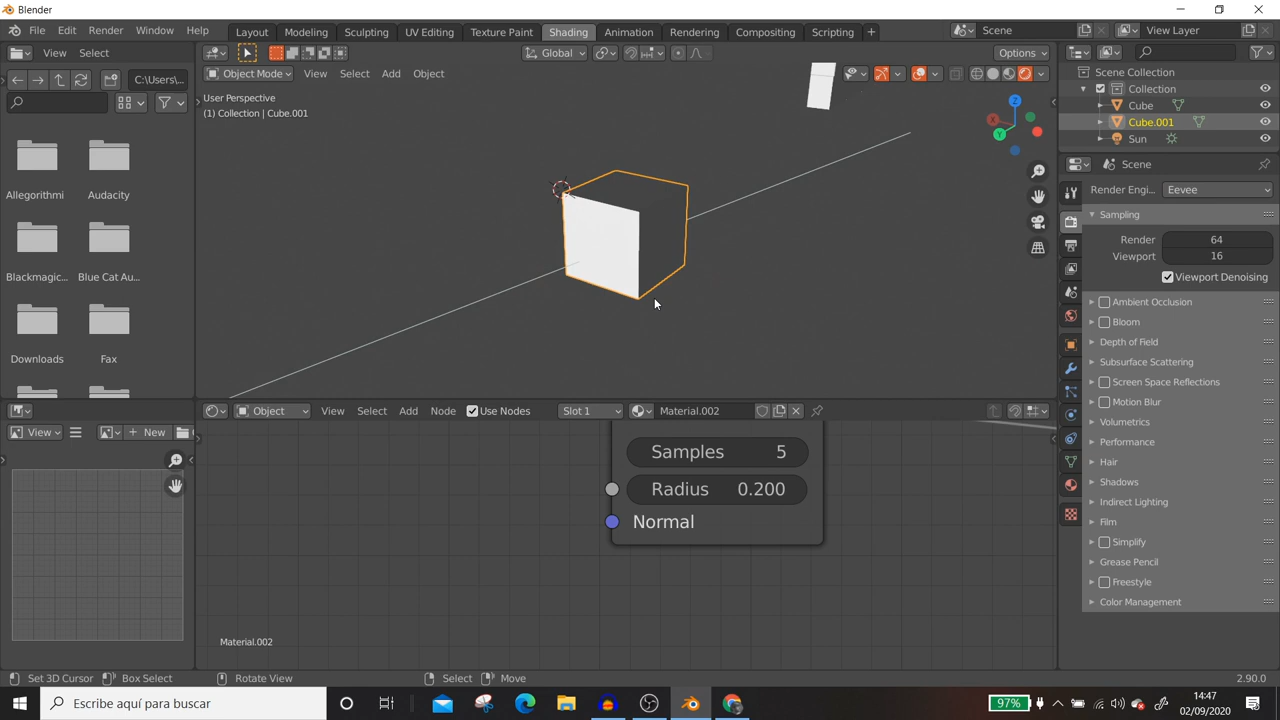 Blender
File Edit Render Window Help
Layout Modeling Sculpting UV Editing Texture Paint Shading Animation Rendering Compositing Scripting +
Scene
View Layer
View Select
Global
Options
C:\Users\...
Object Mode View Select Add Object
User Perspective
(1) Collection | Cube.001
Z
Y
X
Scene Collection
Collection
Cube
Cube.001
Sun
Scene
Render Engi... Eevee
Sampling
Render 64
Viewport 16
Viewport Denoising
Ambient Occlusion
Bloom
Depth of Field
Subsurface Scattering
Screen Space Reflections
Motion Blur
Volumetrics
Performance
Hair
Shadows
Indirect Lighting
Film
Simplify
Grease Pencil
Freestyle
Color Management
Allegorithmi Audacity
Blackmagic... Blue Cat Au...
Downloads Fax
View + New
Object View Select Add Node Use Nodes Slot 1 Material.002
Samples 5
Radius 0.200
Normal
Material.002
Set 3D Cursor Box Select Rotate View Select Move 2.90.0
Escribe aquí para buscar
97%
14:47
02/09/2020